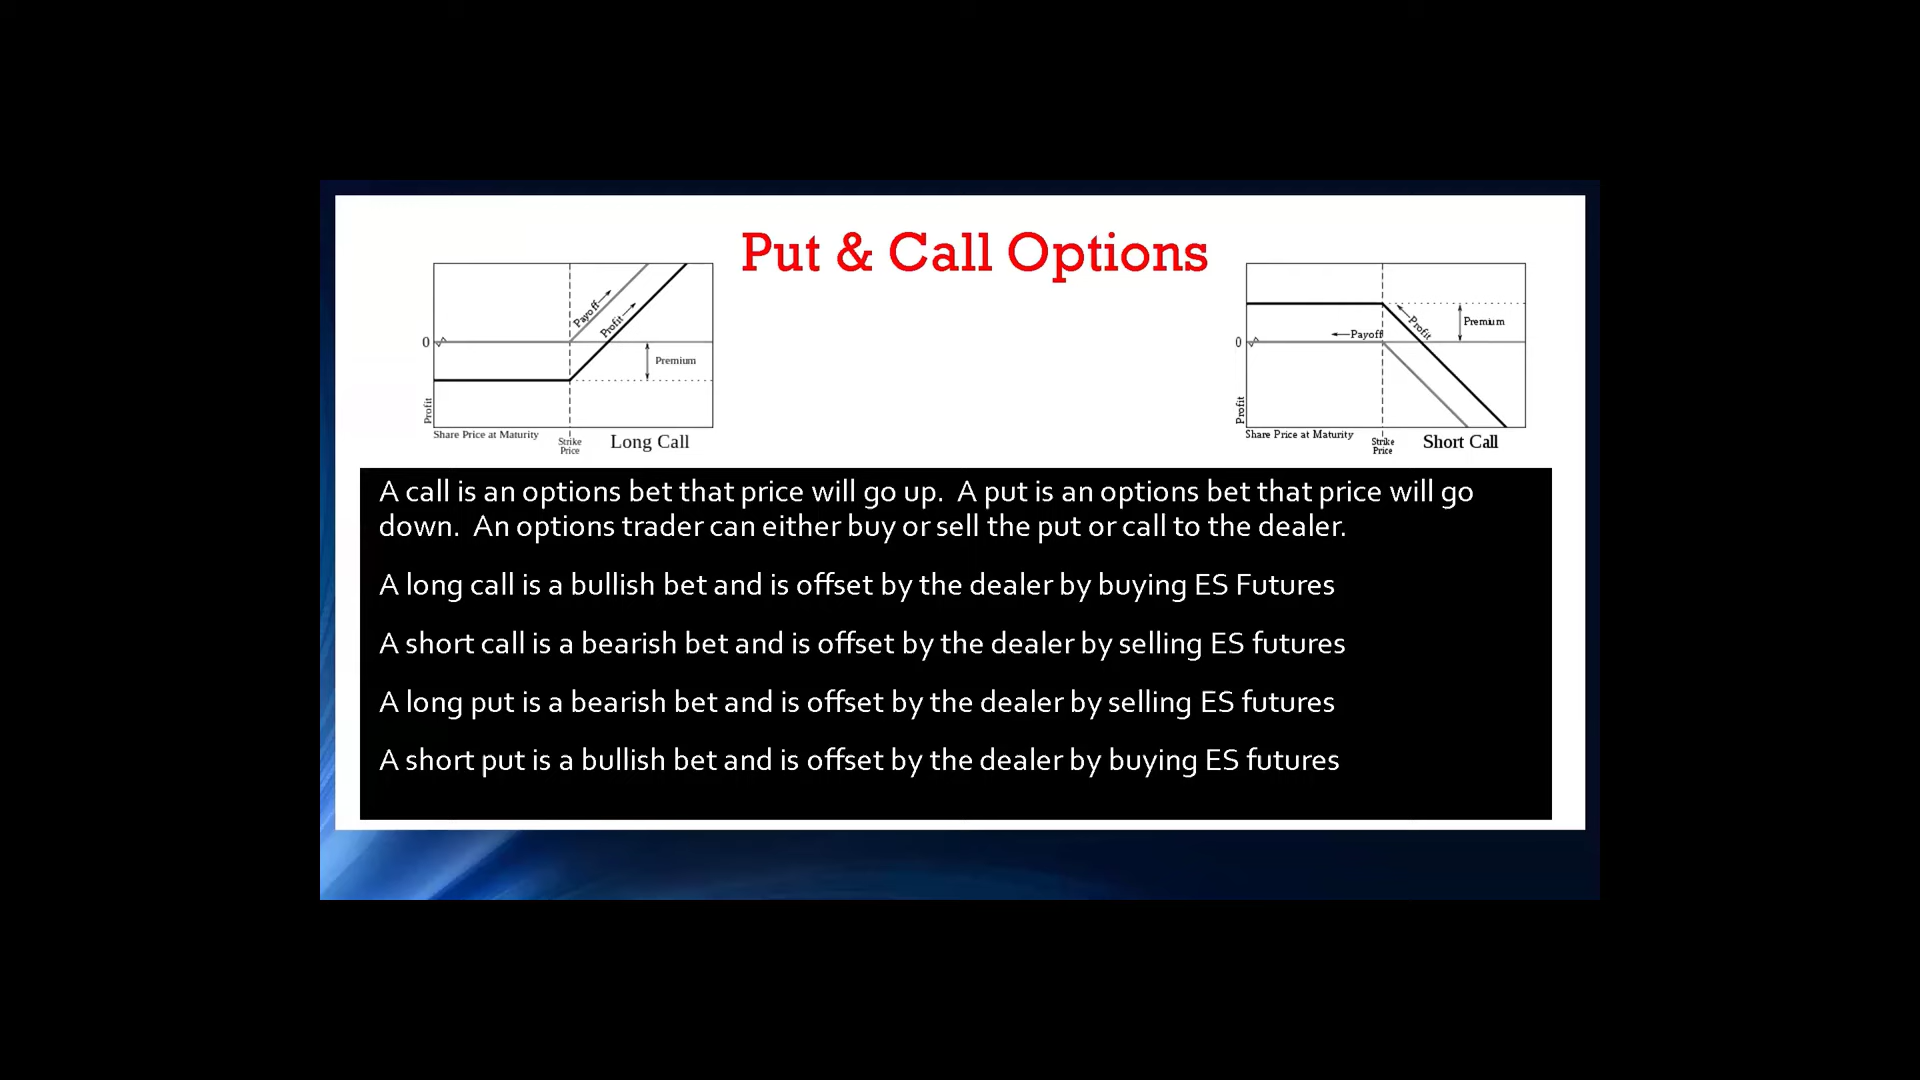 Put & Call Options
Payoff
Profit
0
Premium
Profit
Share Price at Maturity
Strike
Price
Long Call
Premium
Profit
Payoff
0
Profit
Share Price at Maturity
Strike
Price
Short Call
A call is an options bet that price will go up.  A put is an options bet that price will go
down.  An options trader can either buy or sell the put or call to the dealer.
A long call is a bullish bet and is offset by the dealer by buying ES Futures
A short call is a bearish bet and is offset by the dealer by selling ES futures
A long put is a bearish bet and is offset by the dealer by selling ES futures
A short put is a bullish bet and is offset by the dealer by buying ES futures